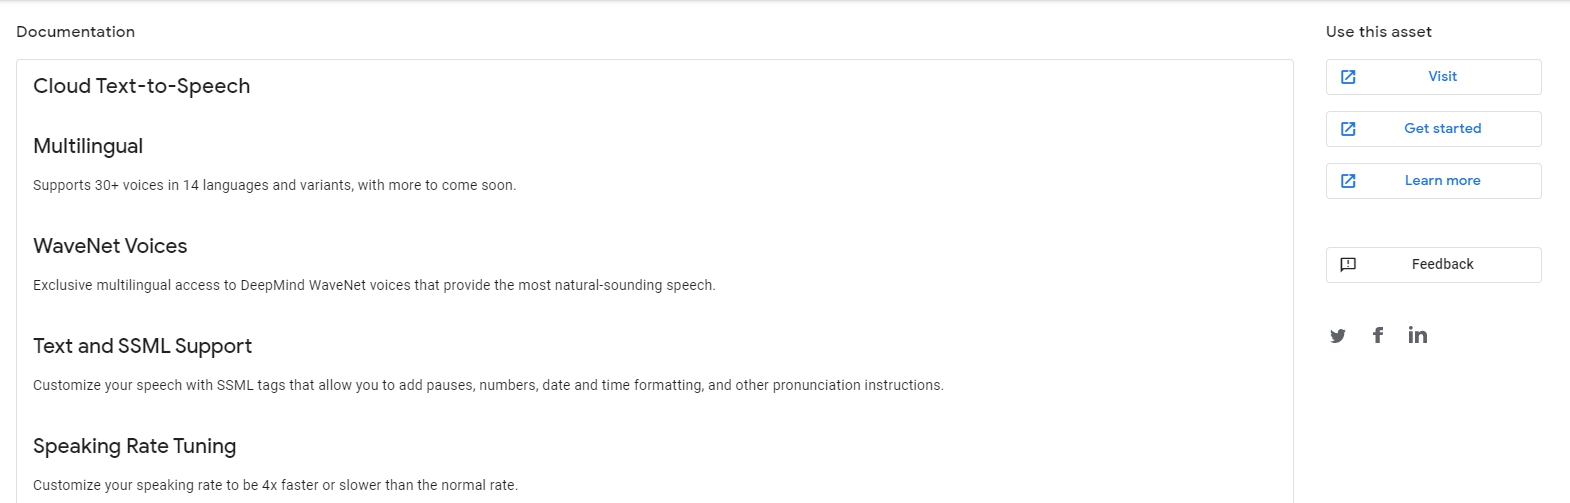 Documentation
Cloud Text-to-Speech
Multilingual
Supports 30+ voices in 14 languages and variants, with more to come soon.
WaveNet Voices
Exclusive multilingual access to DeepMind WaveNet voices that provide the most natural-sounding speech.
Text and SSML Support
Customize your speech with SSML tags that allow you to add pauses, numbers, date and time formatting, and other pronunciation instructions.
Speaking Rate Tuning
Customize your speaking rate to be 4x faster or slower than the normal rate.
Use this asset
Visit
Get started
Learn more
Feedback